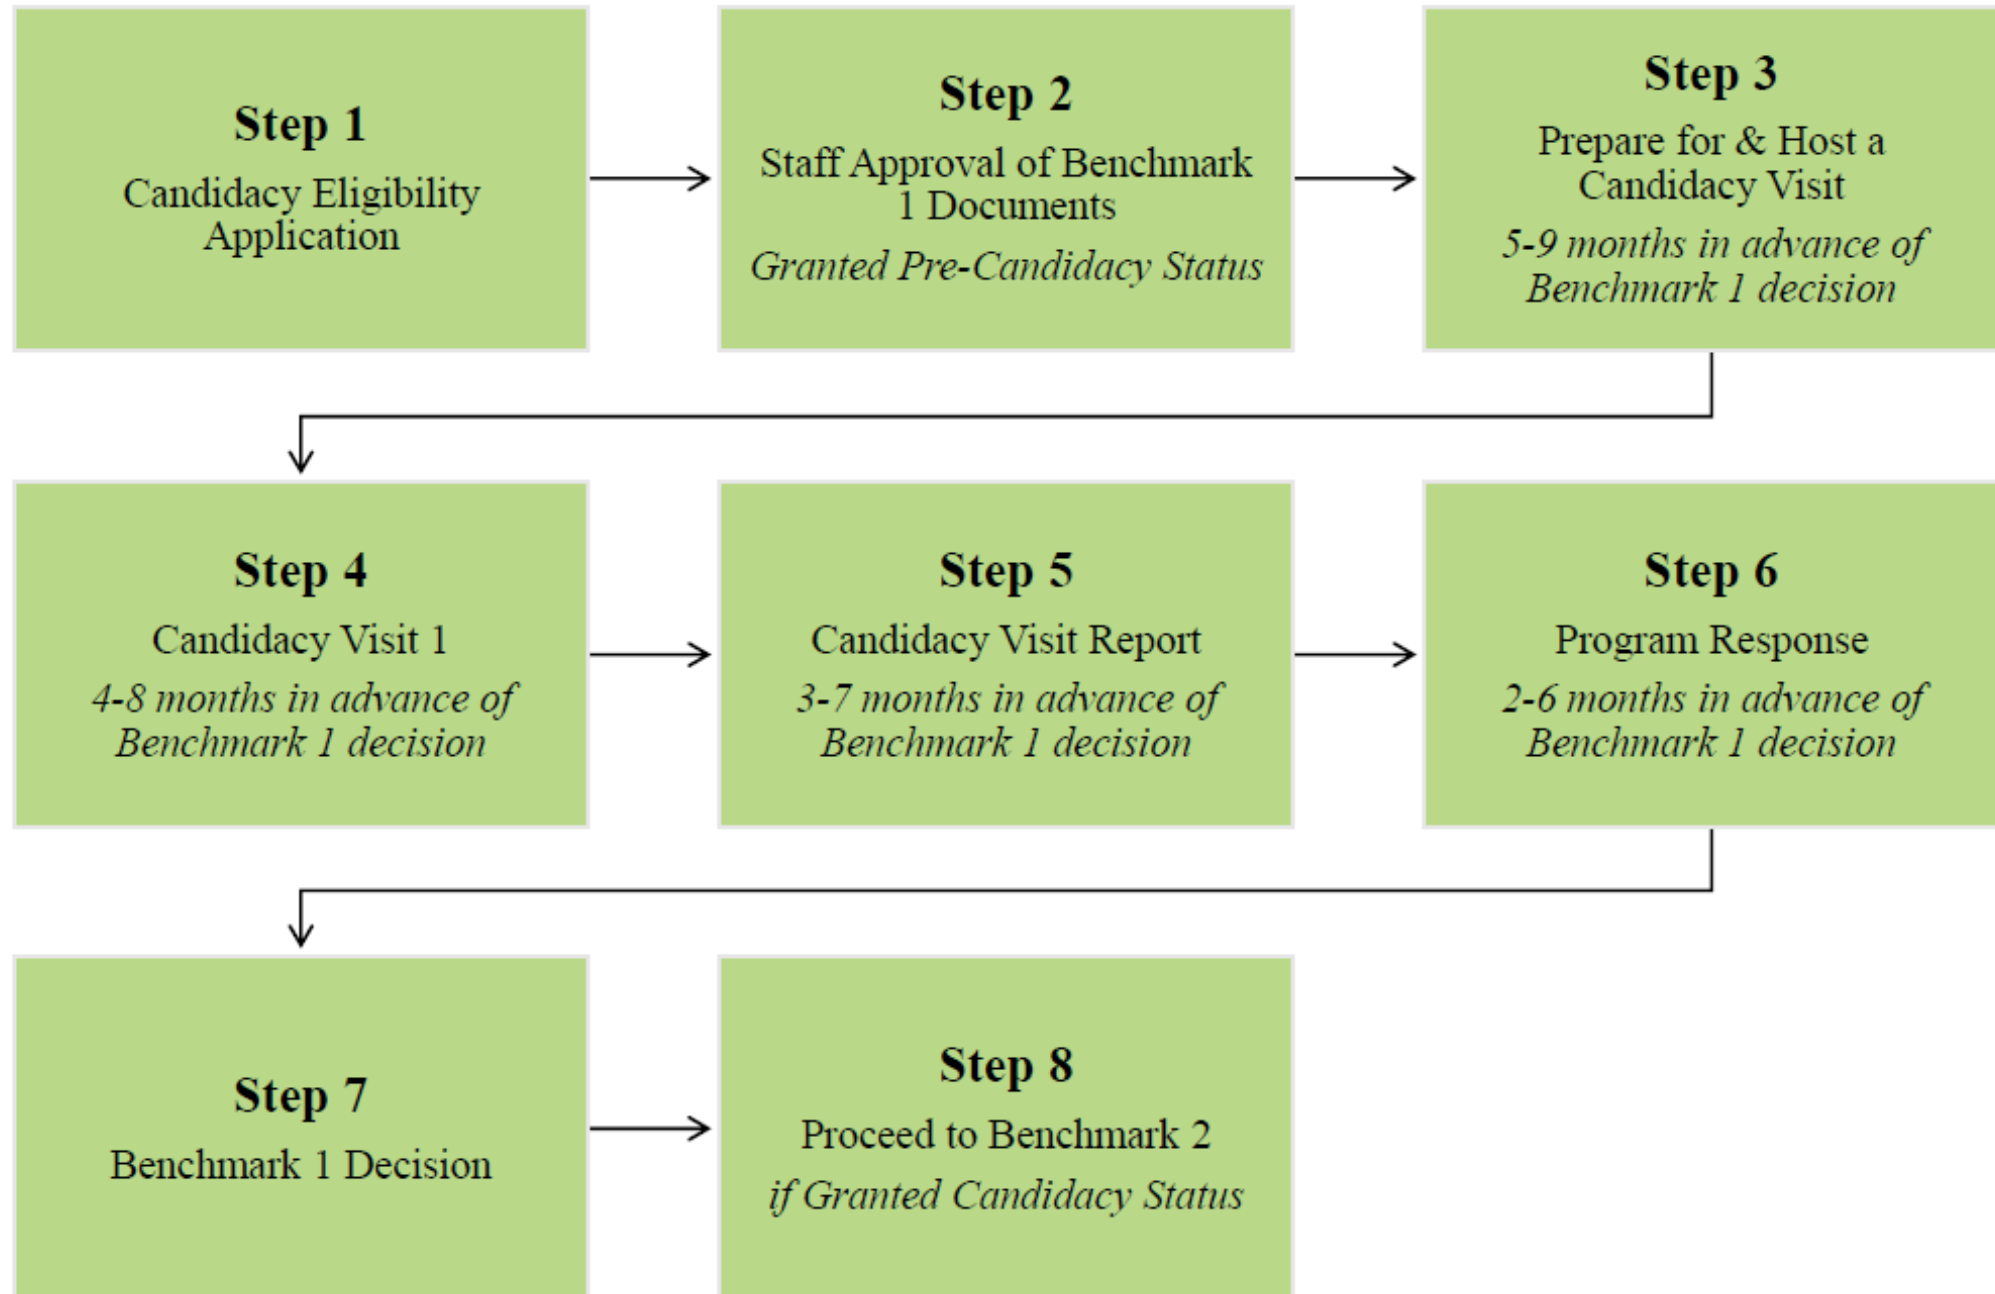 Step 1
Candidacy Eligibility
Application
Step 2
Staff Approval of Benchmark
1 Documents
Granted Pre-Candidacy Status
Step 3
Prepare for & Host a
Candidacy Visit
5-9 months in advance of
Benchmark 1 decision
Step 4
Candidacy Visit 1
4-8 months in advance of
Benchmark 1 decision
Step 5
Candidacy Visit Report
3-7 months in advance of
Benchmark 1 decision
Step 6
Program Response
2-6 months in advance of
Benchmark 1 decision
Step 7
Benchmark 1 Decision
Step 8
Proceed to Benchmark 2
if Granted Candidacy Status